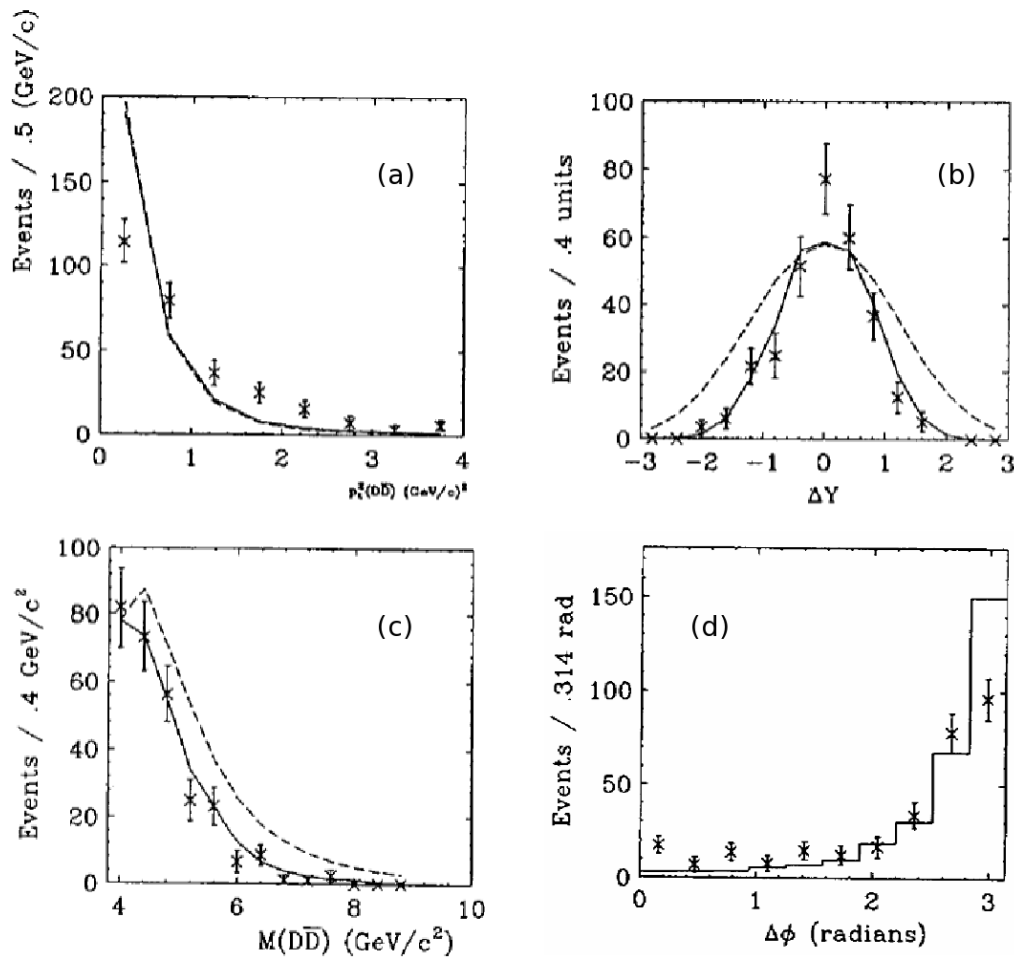 Events / .5 (GeV/c)
200
150
100
50
0
0 1 2 3 4
(a)
Events / .4 units
100
80
60
40
20
0
−3 −2 −1 0 1 2 3
ΔY
(b)
Events / .4 GeV/c²
100
80
60
40
20
0
4 6 8 10
M(DD̅) (GeV/c²)
(c)
Events / .314 rad
150
100
50
0
0 1 2 3
Δϕ (radians)
(d)